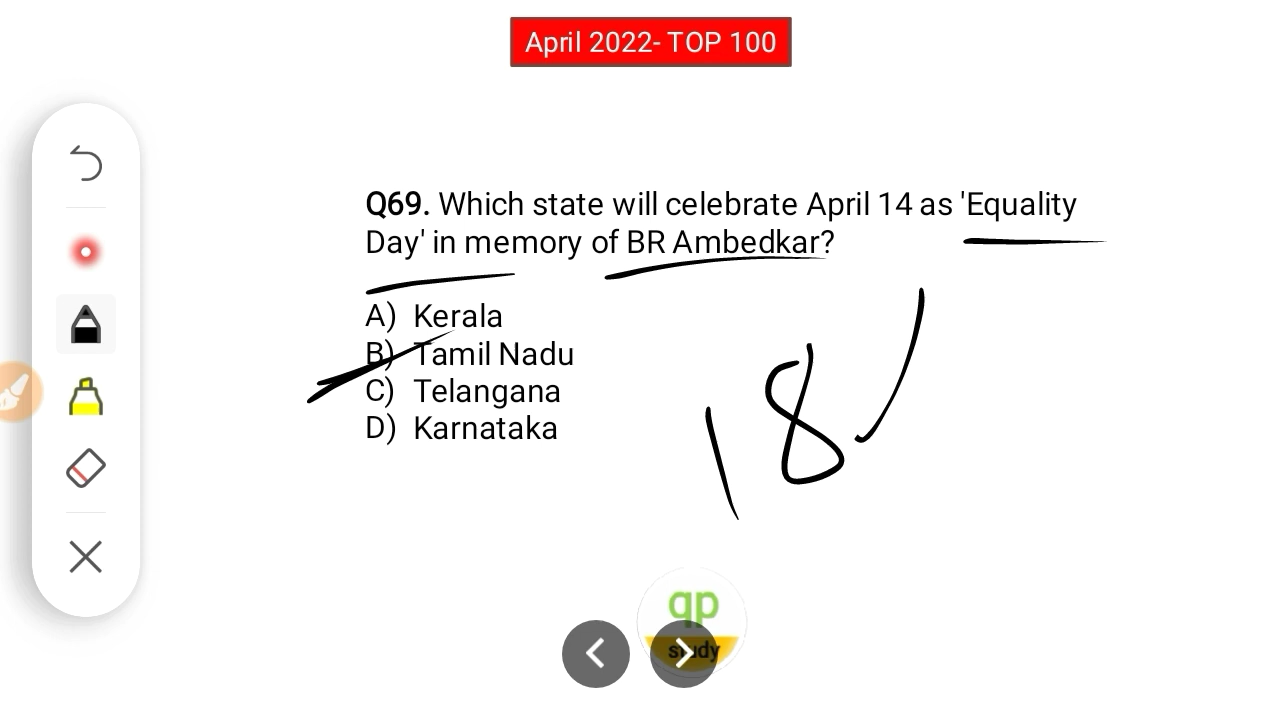 April 2022- TOP 100
Q69. Which state will celebrate April 14 as 'Equality
Day' in memory of BR Ambedkar?
A) Kerala
B) Tamil Nadu
C) Telangana
D) Karnataka
18
qp
study